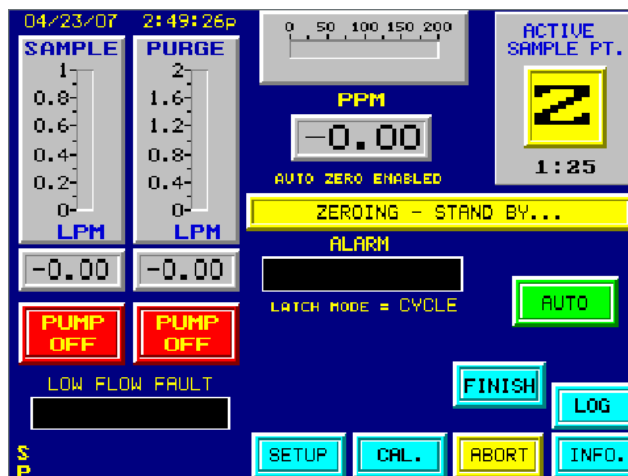 04/23/07 2:49:26p
SAMPLE
1
0.8
0.6
0.4
0.2
0
LPM
-0.00
PUMP
OFF
PURGE
2
1.6
1.2
0.8
0.4
0
LPM
-0.00
PUMP
OFF
LOW FLOW FAULT
S
P
0 50 100 150 200
PPM
-0.00
AUTO ZERO ENABLED
ACTIVE
SAMPLE PT.
Z
1:25
ZEROING - STAND BY...
ALARM
LATCH MODE = CYCLE
AUTO
FINISH
LOG
SETUP
CAL.
ABORT
INFO.